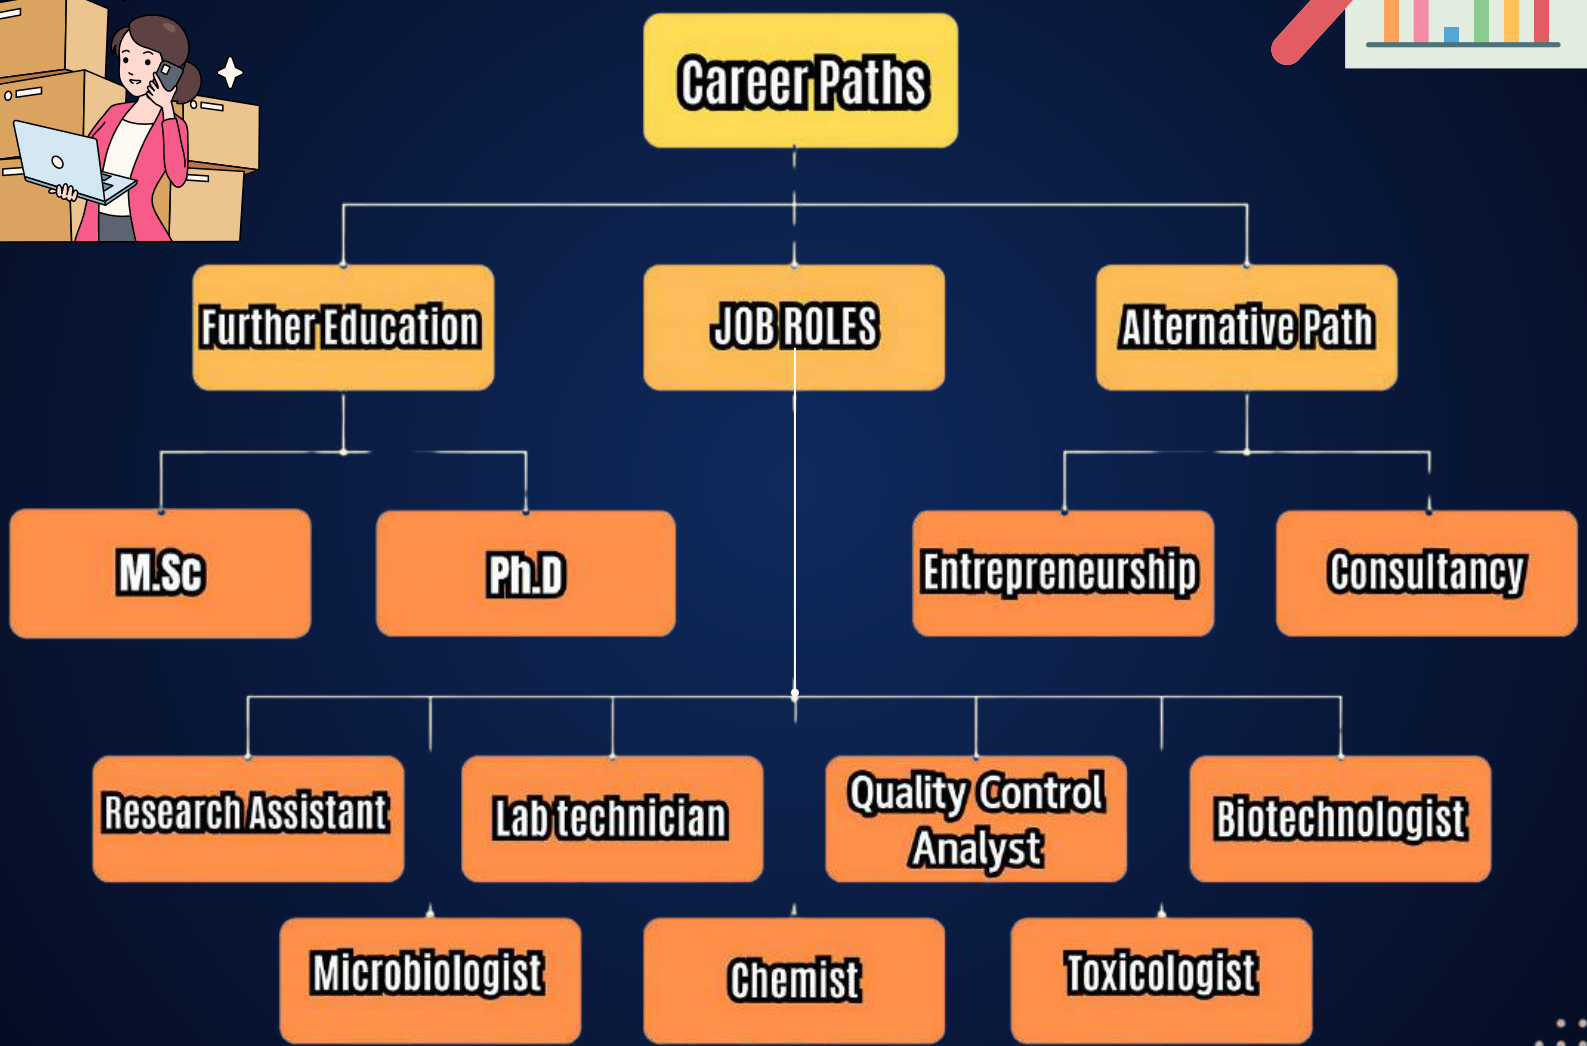 Career Paths
Further Education
JOB ROLES
Alternative Path
M.Sc
Ph.D
Entrepreneurship
Consultancy
Research Assistant
Lab technician
Quality Control
Analyst
Biotechnologist
Microbiologist
Chemist
Toxicologist